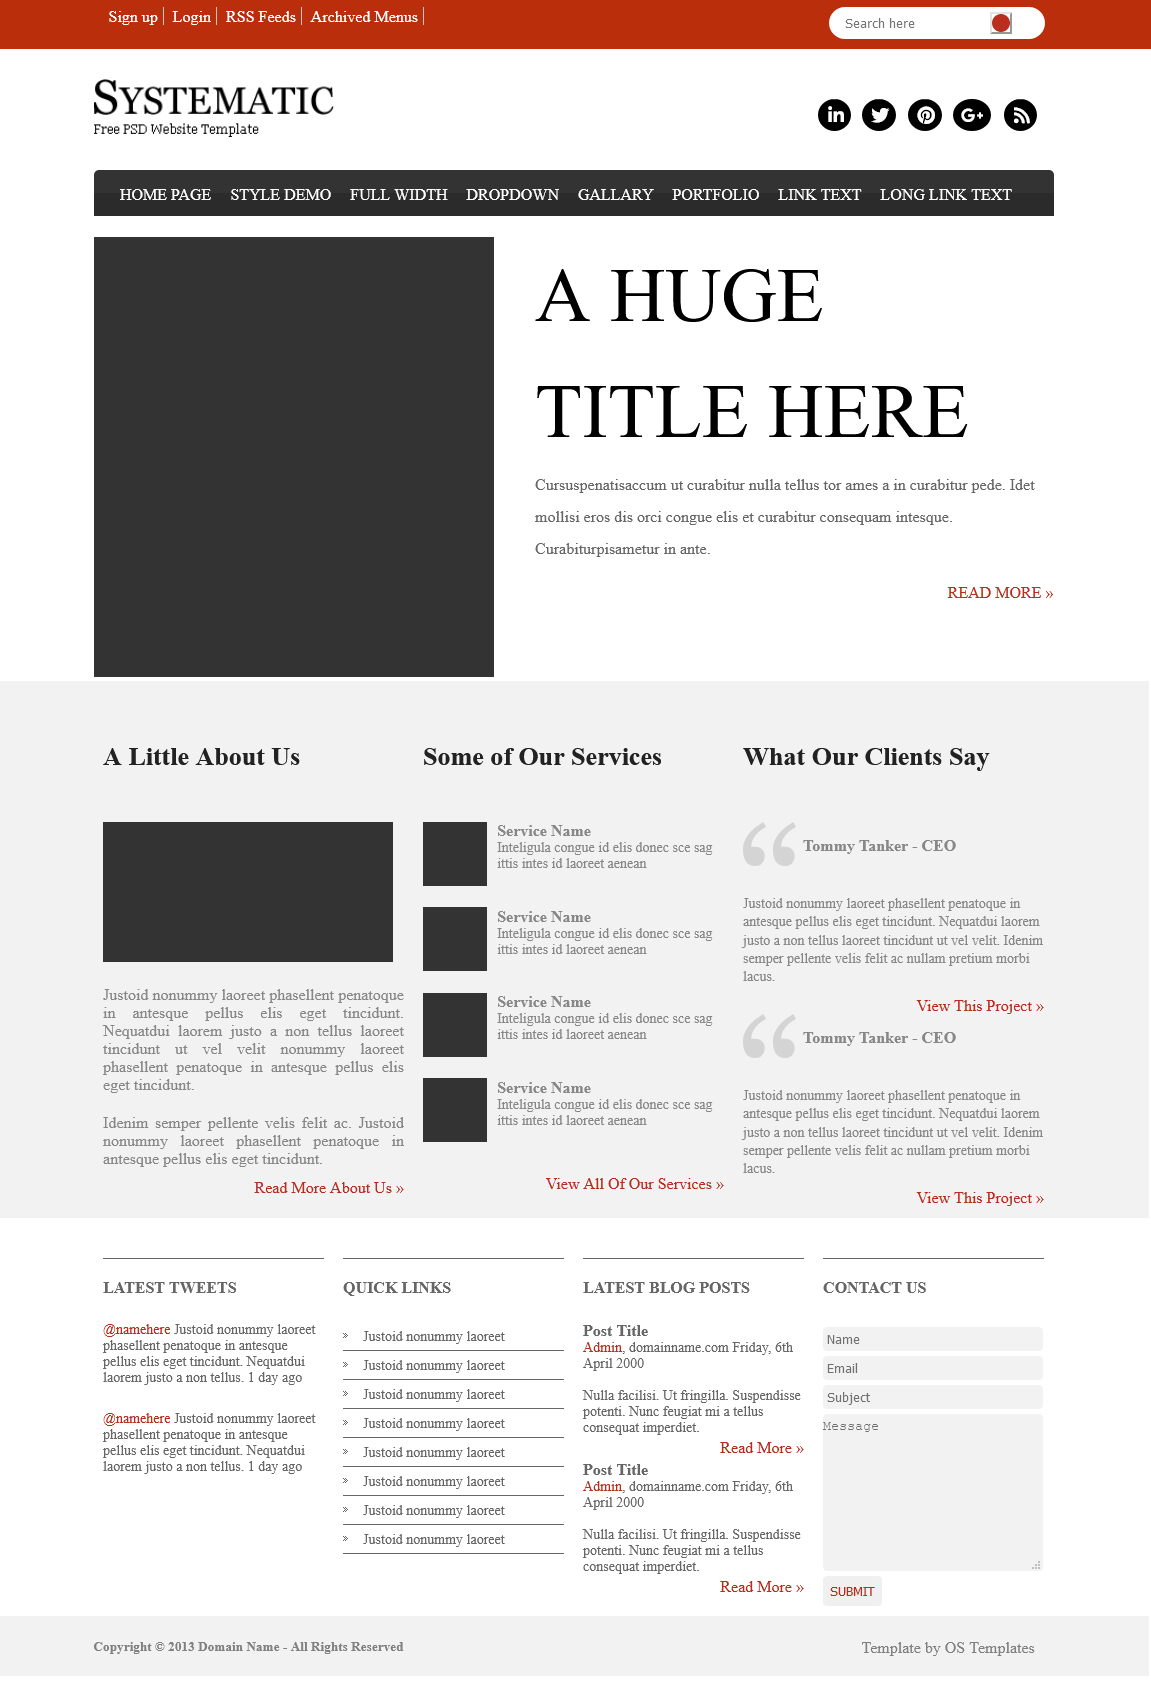 Sign up Login RSS Feeds Archived Menus
Search here
SYSTEMATIC
Free PSD Website Template
HOME PAGE STYLE DEMO FULL WIDTH DROPDOWN GALLARY PORTFOLIO LINK TEXT LONG LINK TEXT
A HUGE
TITLE HERE
Cursuspenatisaccum ut curabitur nulla tellus tor ames a in curabitur pede. Idet
mollisi eros dis orci congue elis et curabitur consequam intesque.
Curabiturpisametur in ante.
READ MORE »
A Little About Us
Justoid nonummy laoreet phasellent penatoque
in antesque pellus elis eget tincidunt.
Nequatdui laorem justo a non tellus laoreet
tincidunt ut vel velit nonummy laoreet
phasellent penatoque in antesque pellus elis
eget tincidunt.
Idenim semper pellente velis felit ac. Justoid
nonummy laoreet phasellent penatoque in
antesque pellus elis eget tincidunt.
Read More About Us »
Some of Our Services
Service Name
Inteligula congue id elis donec sce sag
ittis intes id laoreet aenean
Service Name
Inteligula congue id elis donec sce sag
ittis intes id laoreet aenean
Service Name
Inteligula congue id elis donec sce sag
ittis intes id laoreet aenean
Service Name
Inteligula congue id elis donec sce sag
ittis intes id laoreet aenean
View All Of Our Services »
What Our Clients Say
“ Tommy Tanker - CEO
Justoid nonummy laoreet phasellent penatoque in
antesque pellus elis eget tincidunt. Nequatdui laorem
justo a non tellus laoreet tincidunt ut vel velit. Idenim
semper pellente velis felit ac nullam pretium morbi
lacus.
View This Project »
“ Tommy Tanker - CEO
Justoid nonummy laoreet phasellent penatoque in
antesque pellus elis eget tincidunt. Nequatdui laorem
justo a non tellus laoreet tincidunt ut vel velit. Idenim
semper pellente velis felit ac nullam pretium morbi
lacus.
View This Project »
LATEST TWEETS
@namehere Justoid nonummy laoreet
phasellent penatoque in antesque
pellus elis eget tincidunt. Nequatdui
laorem justo a non tellus. 1 day ago
@namehere Justoid nonummy laoreet
phasellent penatoque in antesque
pellus elis eget tincidunt. Nequatdui
laorem justo a non tellus. 1 day ago
QUICK LINKS
» Justoid nonummy laoreet
» Justoid nonummy laoreet
» Justoid nonummy laoreet
» Justoid nonummy laoreet
» Justoid nonummy laoreet
» Justoid nonummy laoreet
» Justoid nonummy laoreet
» Justoid nonummy laoreet
LATEST BLOG POSTS
Post Title
Admin, domainname.com Friday, 6th
April 2000
Nulla facilisi. Ut fringilla. Suspendisse
potenti. Nunc feugiat mi a tellus
consequat imperdiet.
Read More »
Post Title
Admin, domainname.com Friday, 6th
April 2000
Nulla facilisi. Ut fringilla. Suspendisse
potenti. Nunc feugiat mi a tellus
consequat imperdiet.
Read More »
CONTACT US
Name
Email
Subject
Message
SUBMIT
Copyright © 2013 Domain Name - All Rights Reserved
Template by OS Templates